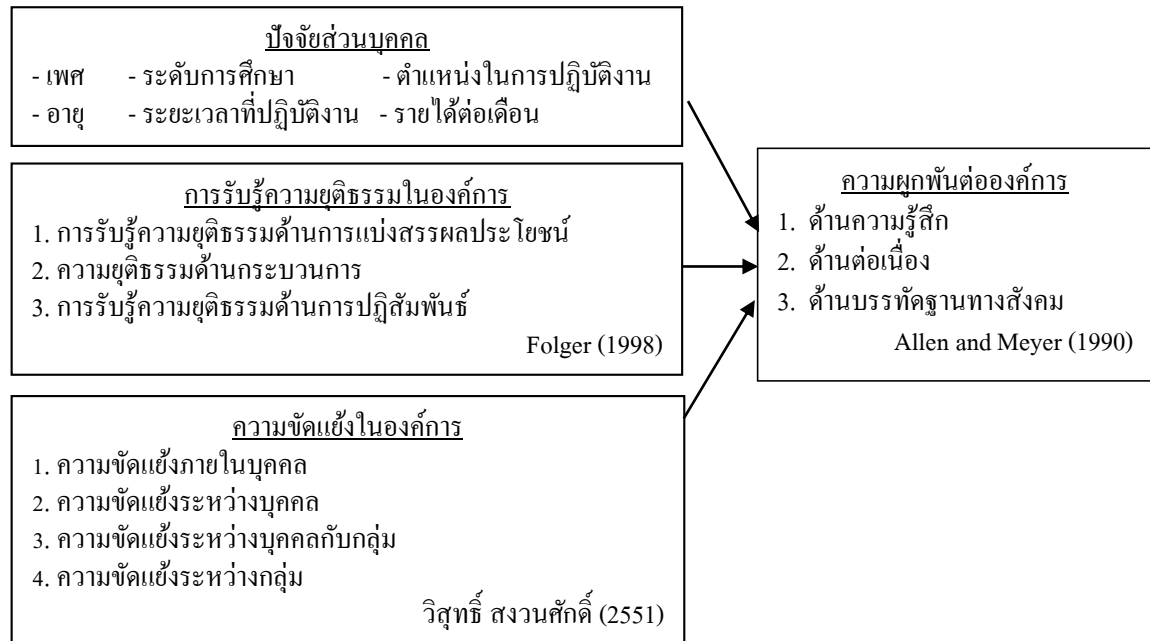 ปัจจัยส่วนบุคคล
- เพศ - ระดับการศึกษา - ตำแหน่งในการปฏิบัติงาน
- อายุ - ระยะเวลาที่ปฏิบัติงาน - รายได้ต่อเดือน
การรับรู้ความยุติธรรมในองค์การ
1. การรับรู้ความยุติธรรมด้านการแบ่งสรรผลประโยชน์
2. ความยุติธรรมด้านกระบวนการ
3. การรับรู้ความยุติธรรมด้านการปฏิสัมพันธ์
Folger (1998)
ความขัดแย้งในองค์การ
1. ความขัดแย้งภายในบุคคล
2. ความขัดแย้งระหว่างบุคคล
3. ความขัดแย้งระหว่างบุคคลกับกลุ่ม
4. ความขัดแย้งระหว่างกลุ่ม
วิสุทธิ์ สงวนศักดิ์ (2551)
ความผูกพันต่อองค์การ
1. ด้านความรู้สึก
2. ด้านต่อเนื่อง
3. ด้านบรรทัดฐานทางสังคม
Allen and Meyer (1990)